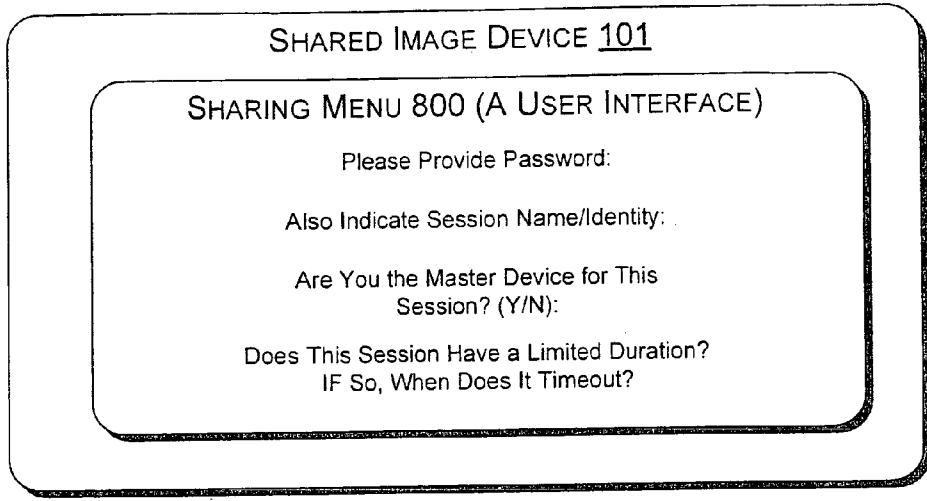 SHARED IMAGE DEVICE 101
SHARING MENU 800 (A USER INTERFACE)
Please Provide Password:
Also Indicate Session Name/Identity:
Are You the Master Device for This
Session? (Y/N):
Does This Session Have a Limited Duration?
IF So, When Does It Timeout?